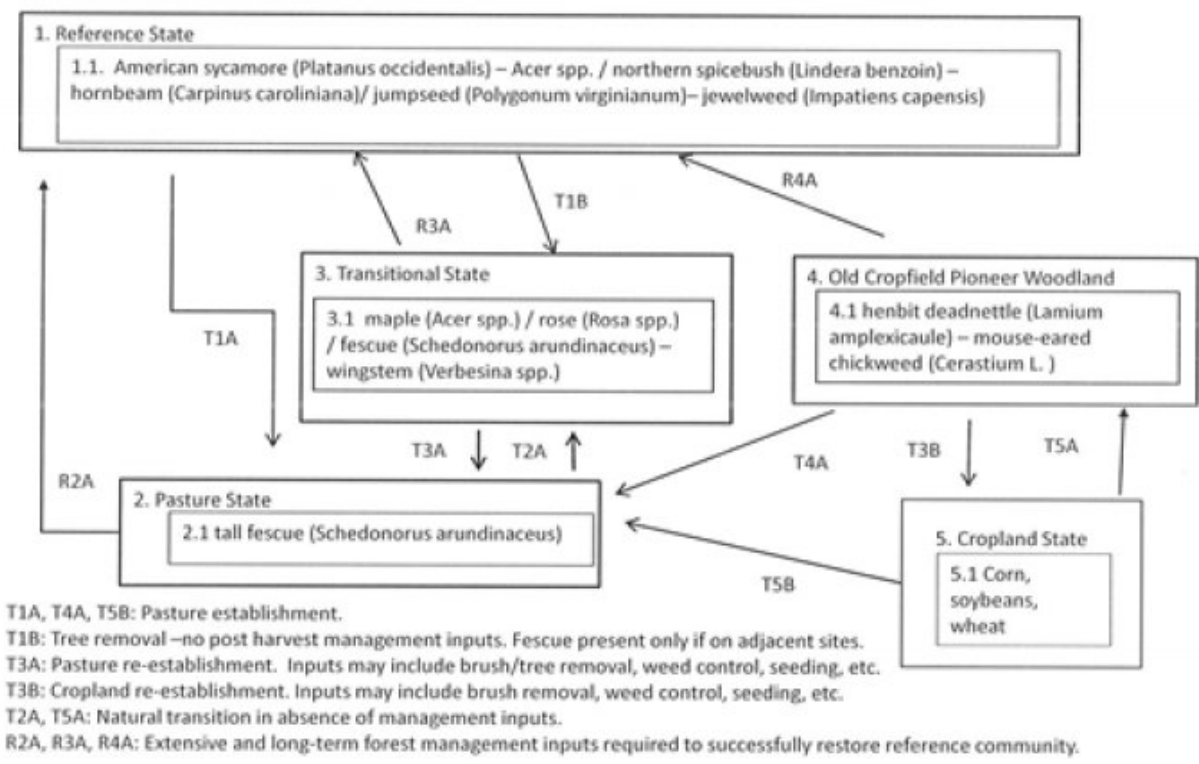 1. Reference State
1.1. American sycamore (Platanus occidentalis) – Acer spp. / northern spicebush (Lindera benzoin) –
hornbeam (Carpinus caroliniana)/ jumpseed (Polygonum virginianum)– jewelweed (Impatiens capensis)
R4A
T1B
R3A
3. Transitional State
4. Old Cropfield Pioneer Woodland
3.1 maple (Acer spp.) / rose (Rosa spp.)
/ fescue (Schedonorus arundinaceus) –
wingstem (Verbesina spp.)
4.1 henbit deadnettle (Lamium
amplexicaule) – mouse-eared
chickweed (Cerastium L. )
T1A
T3A
T2A
T4A
T3B
T5A
R2A
2. Pasture State
2.1 tall fescue (Schedonorus arundinaceus)
5. Cropland State
5.1 Corn,
soybeans,
wheat
T5B
T1A, T4A, T5B: Pasture establishment.
T1B: Tree removal –no post harvest management inputs. Fescue present only if on adjacent sites.
T3A: Pasture re-establishment. Inputs may include brush/tree removal, weed control, seeding, etc.
T3B: Cropland re-establishment. Inputs may include brush removal, weed control, seeding, etc.
T2A, T5A: Natural transition in absence of management inputs.
R2A, R3A, R4A: Extensive and long-term forest management inputs required to successfully restore reference community.